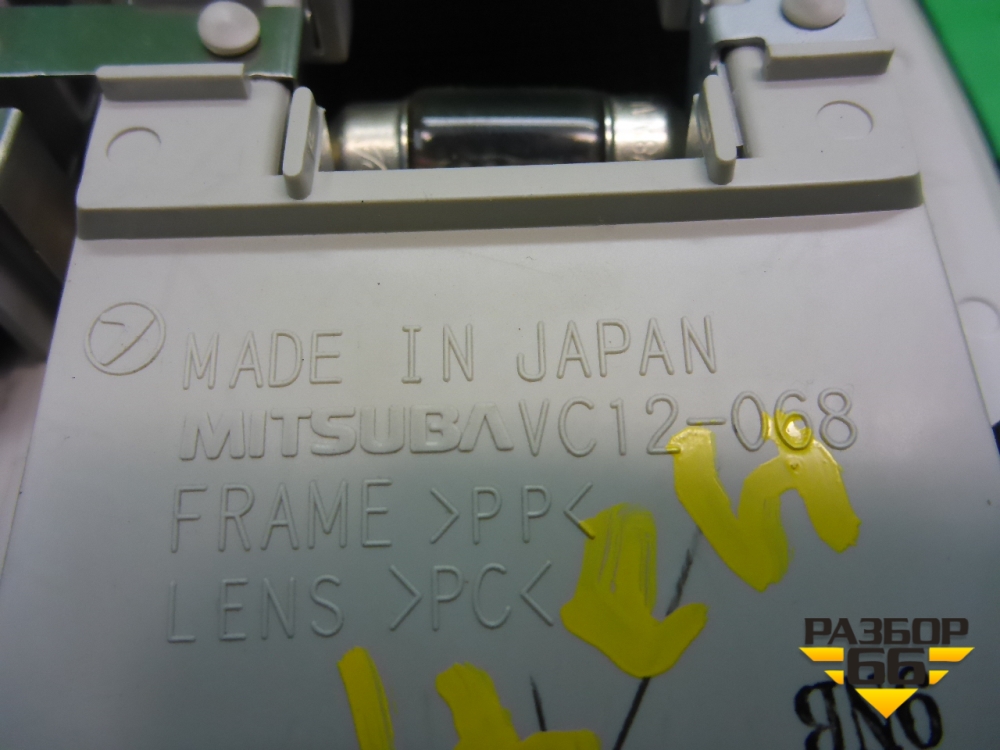 MADE IN JAPAN
MITSUBA VC12-068
FRAME >PP<
LENS >PC<
РАЗБОР
66